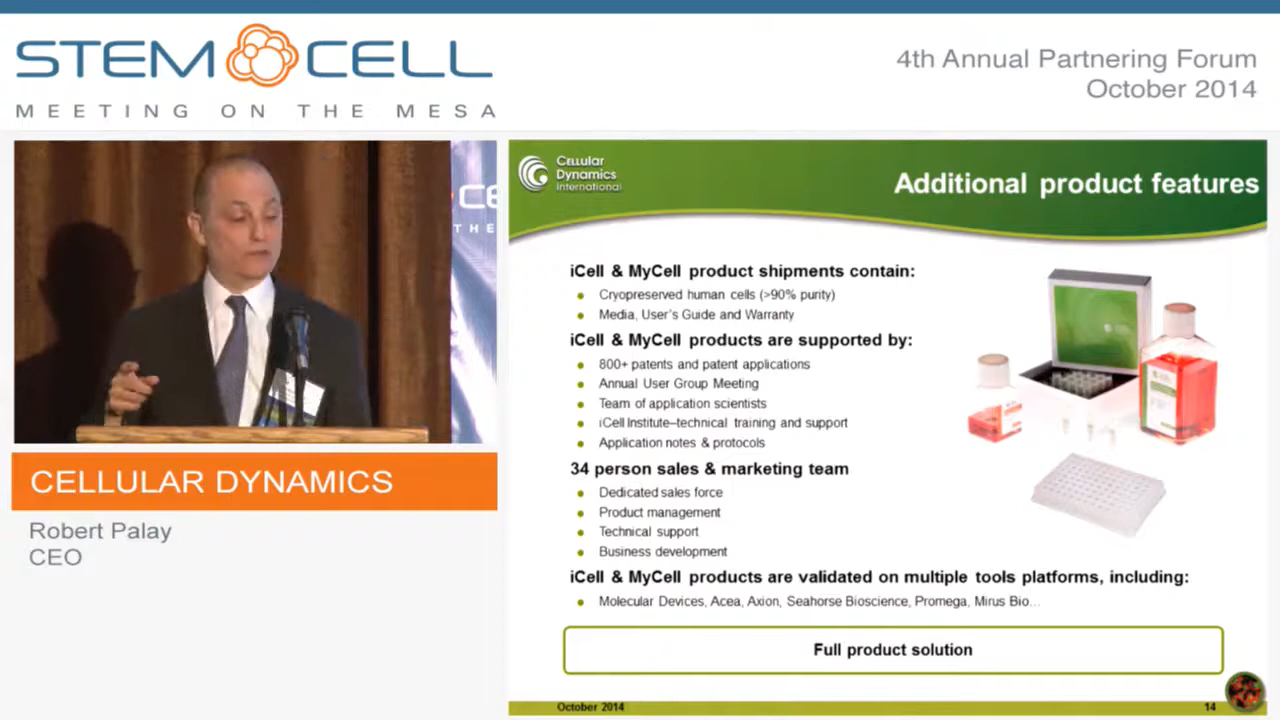 STEM CELL
MEETING ON THE MESA
4th Annual Partnering Forum
October 2014
CE
THE
CELLULAR DYNAMICS
Robert Palay
CEO
Cellular
Dynamics
International
Additional product features
iCell & MyCell product shipments contain:
Cryopreserved human cells (>90% purity)
Media, User's Guide and Warranty
iCell & MyCell products are supported by:
800+ patents and patent applications
Annual User Group Meeting
Team of application scientists
iCell Institute–technical training and support
Application notes & protocols
34 person sales & marketing team
Dedicated sales force
Product management
Technical support
Business development
iCell & MyCell products are validated on multiple tools platforms, including:
Molecular Devices, Acea, Axion, Seahorse Bioscience, Promega, Mirus Bio…
Full product solution
October 2014
14